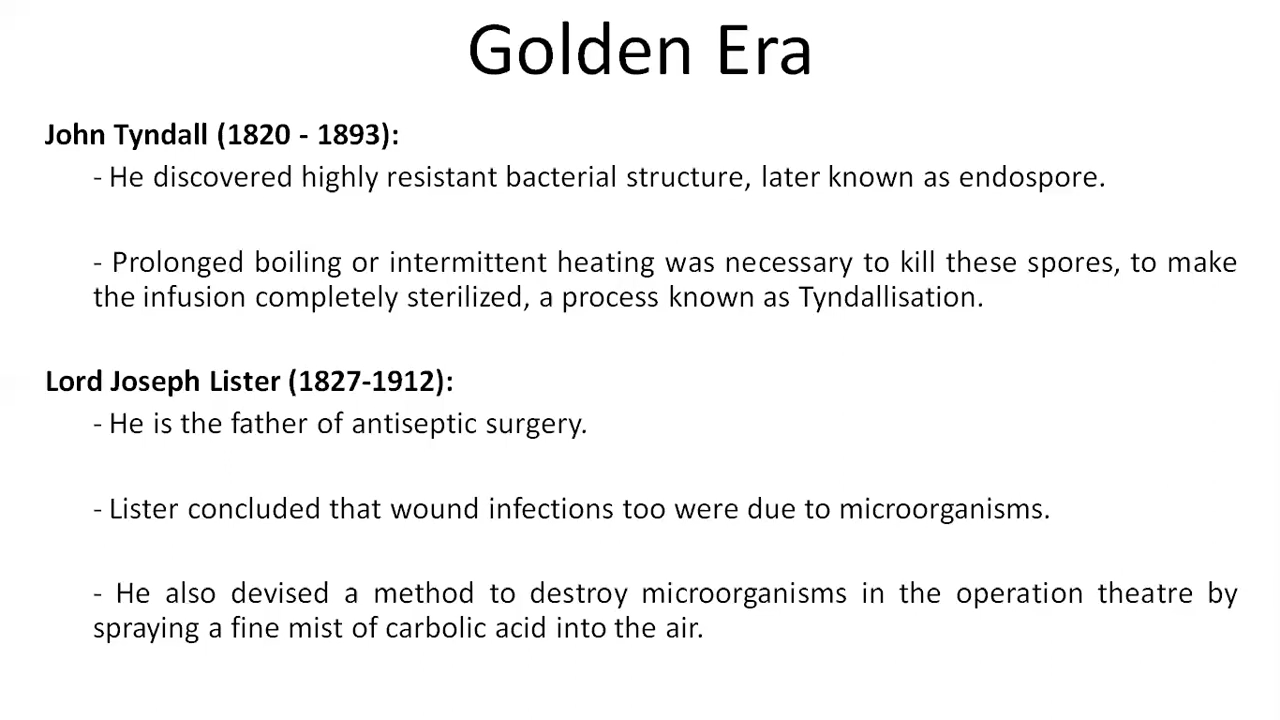 Golden Era
John Tyndall (1820 - 1893):
- He discovered highly resistant bacterial structure, later known as endospore.
- Prolonged boiling or intermittent heating was necessary to kill these spores, to make
the infusion completely sterilized, a process known as Tyndallisation.
Lord Joseph Lister (1827-1912):
- He is the father of antiseptic surgery.
- Lister concluded that wound infections too were due to microorganisms.
- He also devised a method to destroy microorganisms in the operation theatre by
spraying a fine mist of carbolic acid into the air.